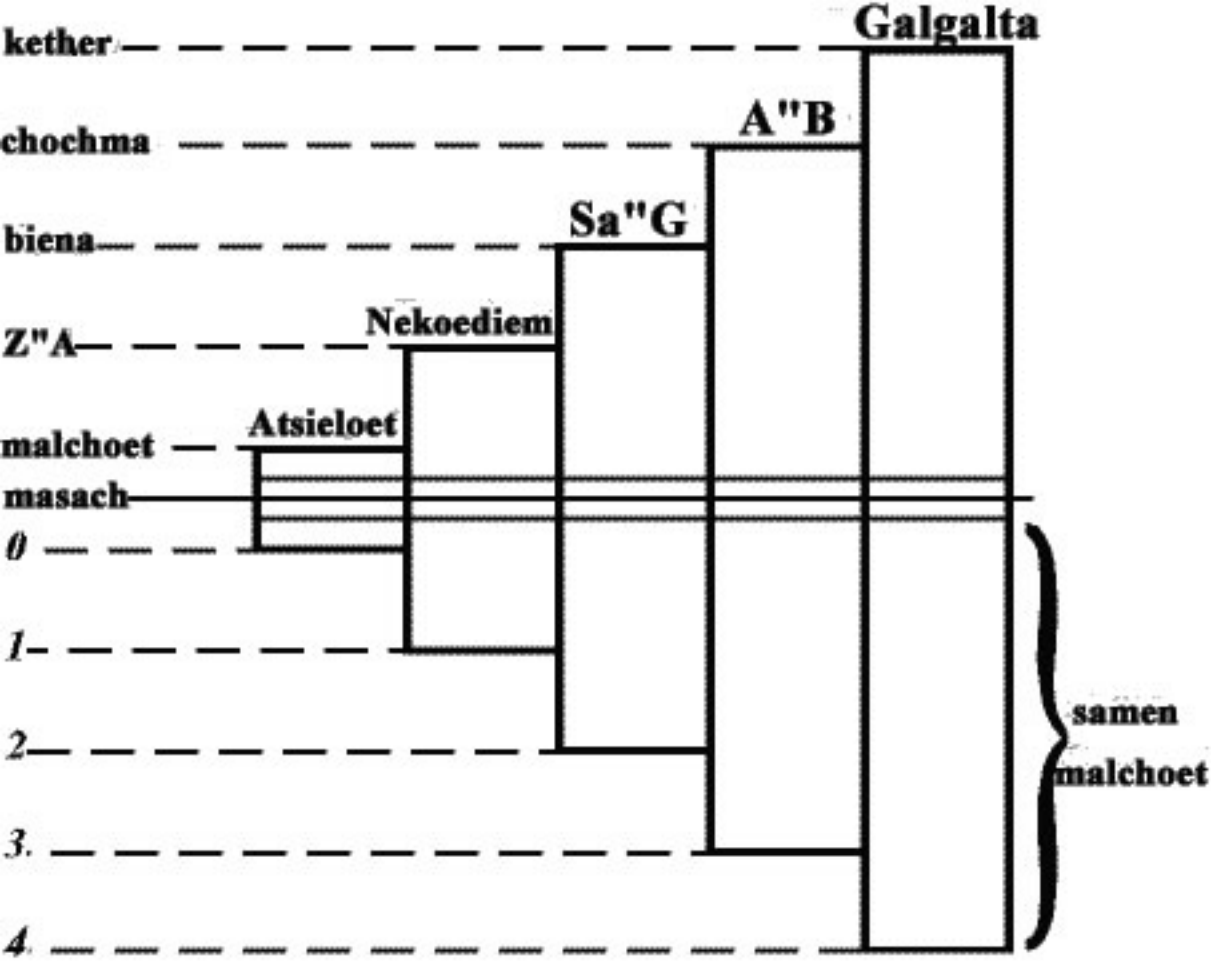 Galgalta
kether
A"B
chochma
Sa"G
biena
Nekoediem
Z"A
Atsieloet
malchoet
masach
0
1
2
samen
malchoet
3.
4.